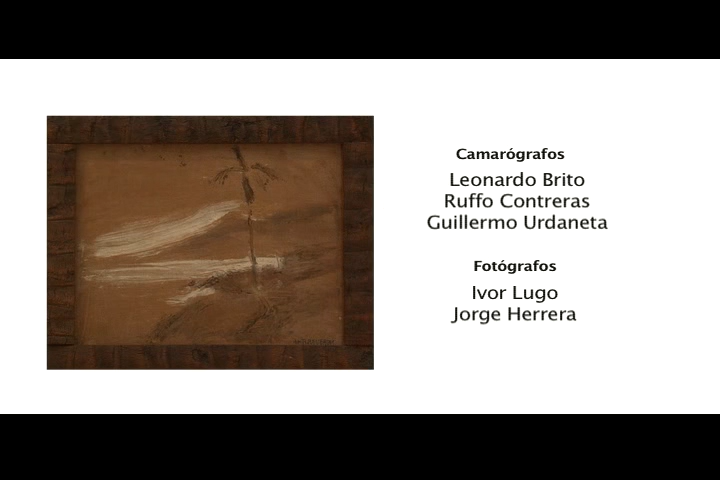 Camarógrafos
Leonardo Brito
Ruffo Contreras
Guillermo Urdaneta
Fotógrafos
Ivor Lugo
Jorge Herrera